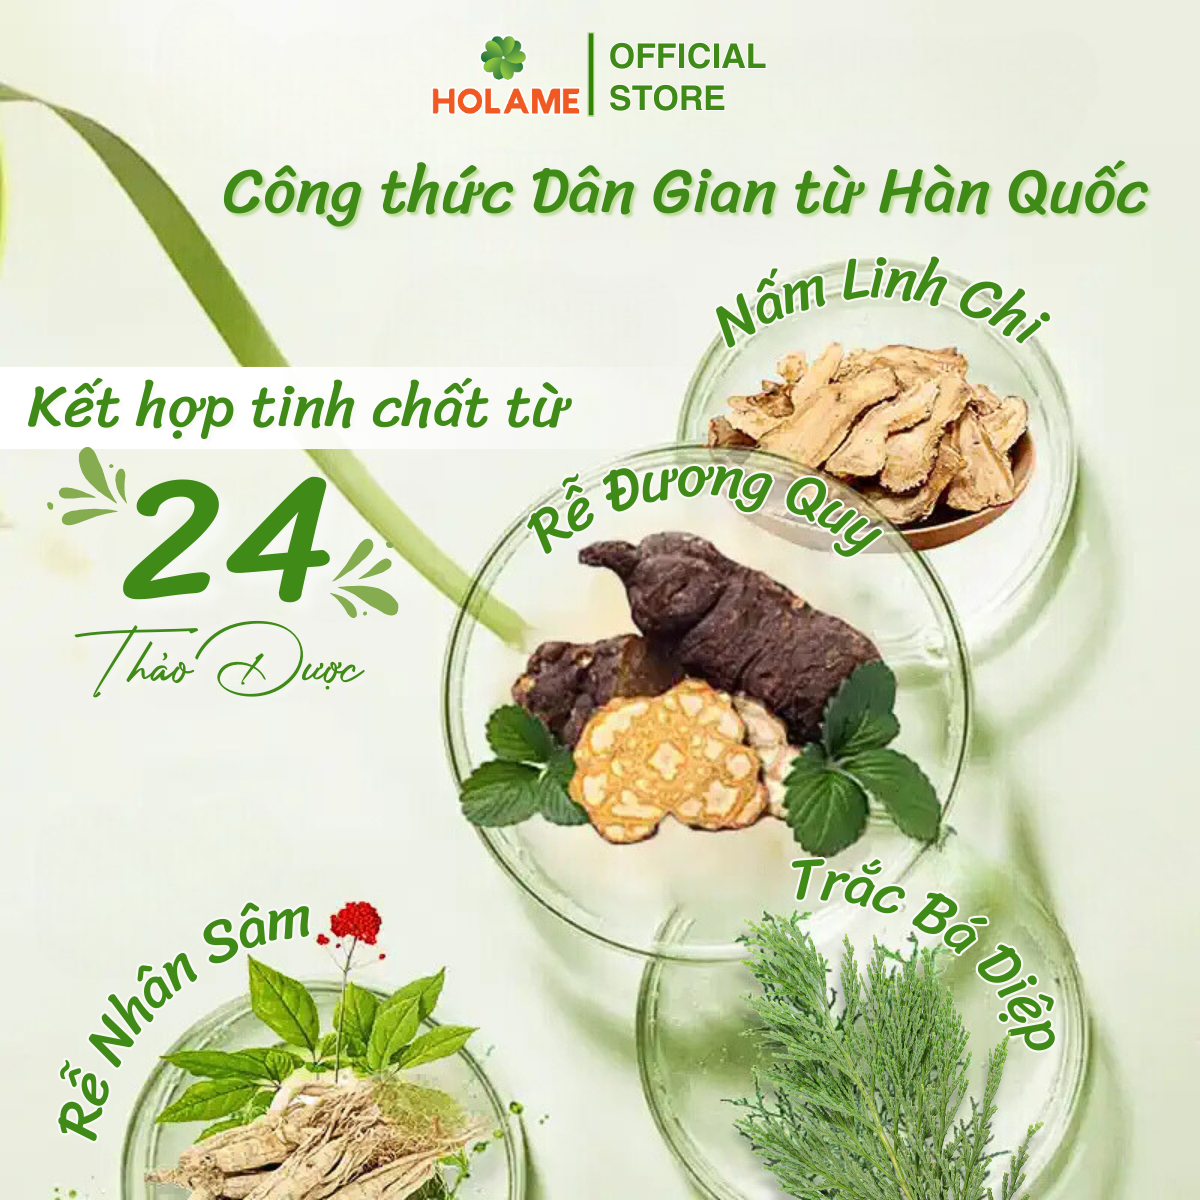 HOLAME
OFFICIAL
STORE
Công thức Dân Gian từ Hàn Quốc
Nấm Linh Chi
Kết hợp tinh chất từ
24
Thảo Dược
Rễ Đương Quy
Trắc Bá Diệp
Rễ Nhân Sâm